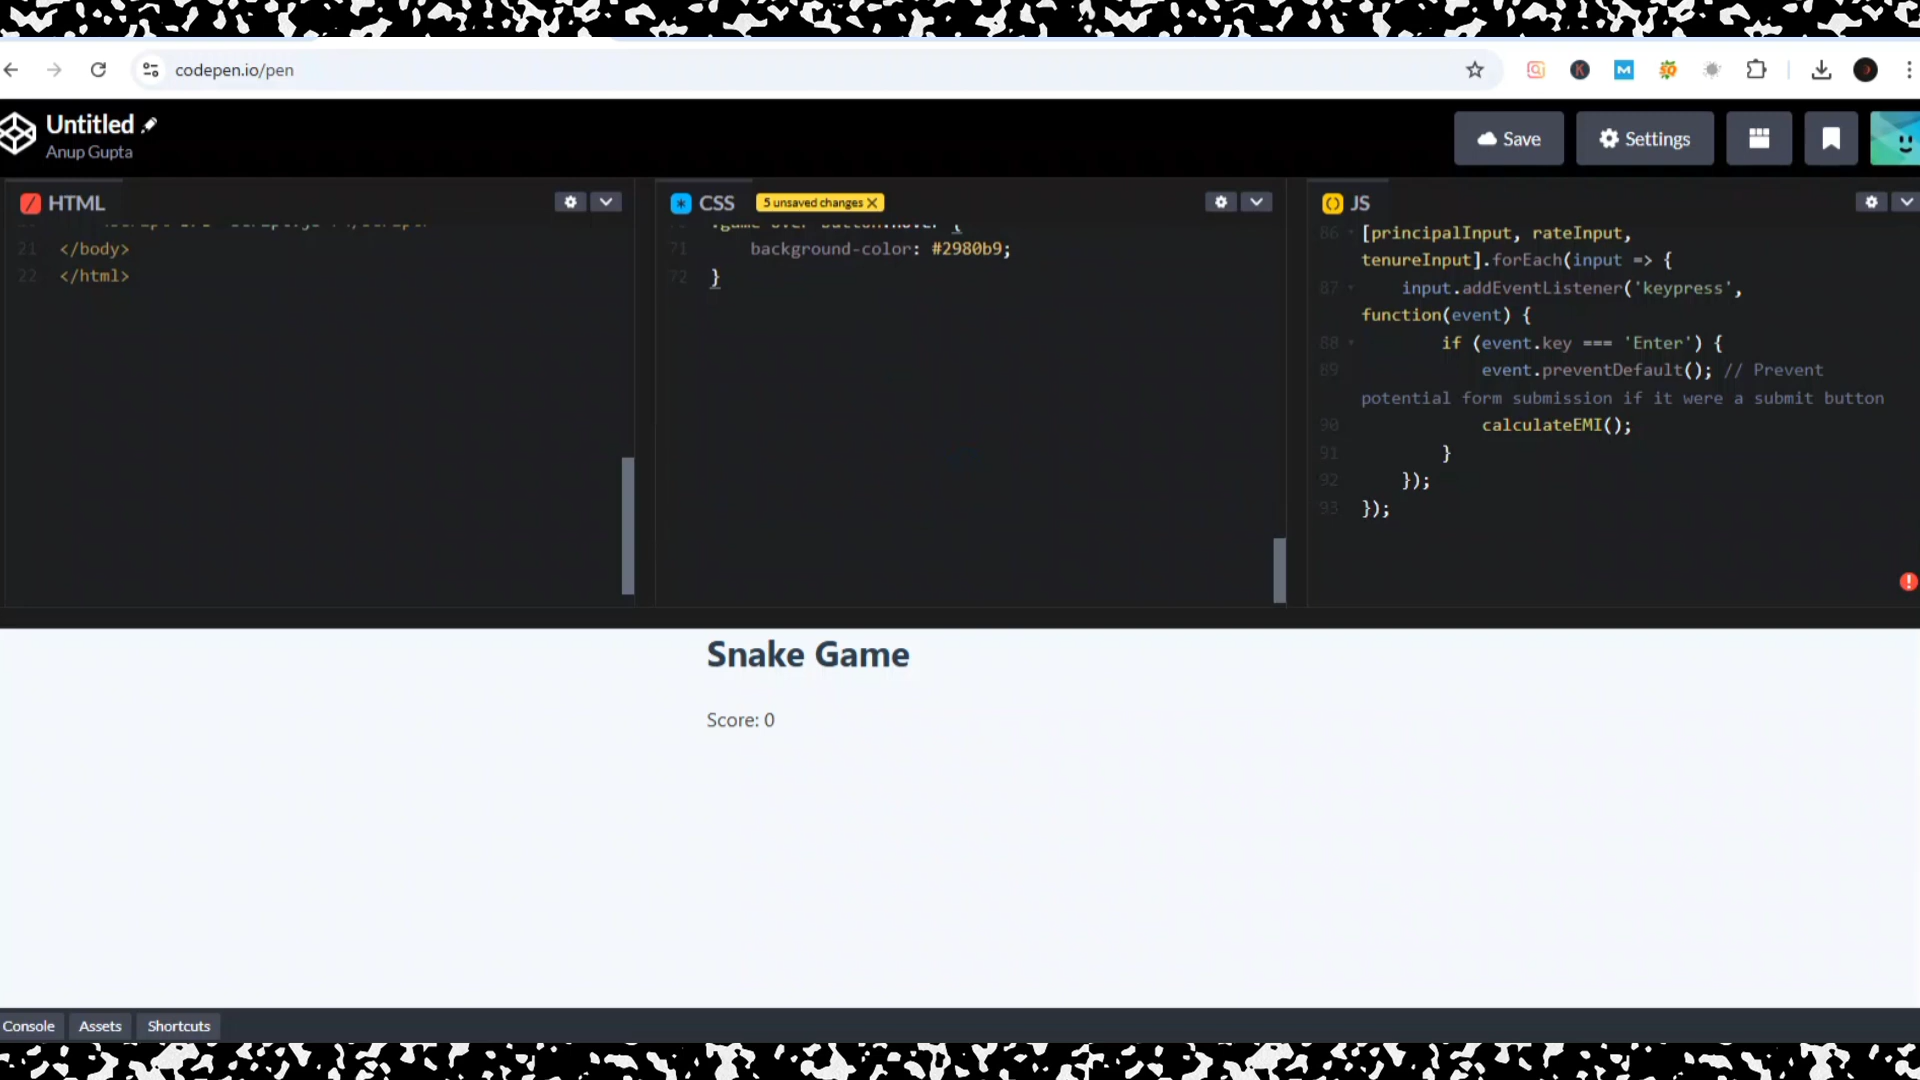 codepen.io/pen
Untitled
Anup Gupta
Save
Settings
HTML
21 </body>
22 </html>
CSS
5 unsaved changes X
71 background-color: #2980b9;
72 }
JS
86 [principalInput, rateInput,
tenureInput].forEach(input => {
87 input.addEventListener('keypress',
function(event) {
88 if (event.key === 'Enter') {
89 event.preventDefault(); // Prevent
potential form submission if it were a submit button
90 calculateEMI();
91 }
92 });
93 });
Snake Game
Score: 0
Console
Assets
Shortcuts